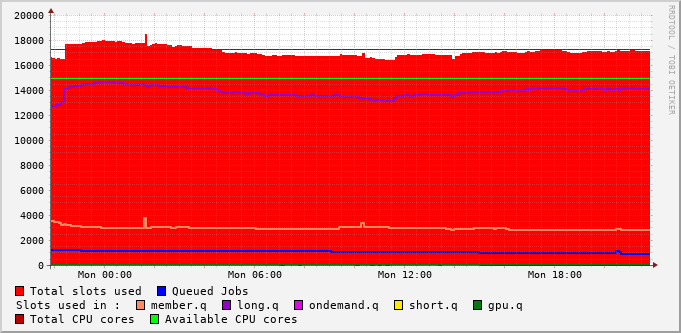 RRDTOOL / TOBI OETIKER
20000
18000
16000
14000
12000
10000
8000
6000
4000
2000
0
Mon 00:00 Mon 06:00 Mon 12:00 Mon 18:00
Total slots used Queued Jobs
Slots used in : member.q long.q ondemand.q short.q gpu.q
Total CPU cores Available CPU cores